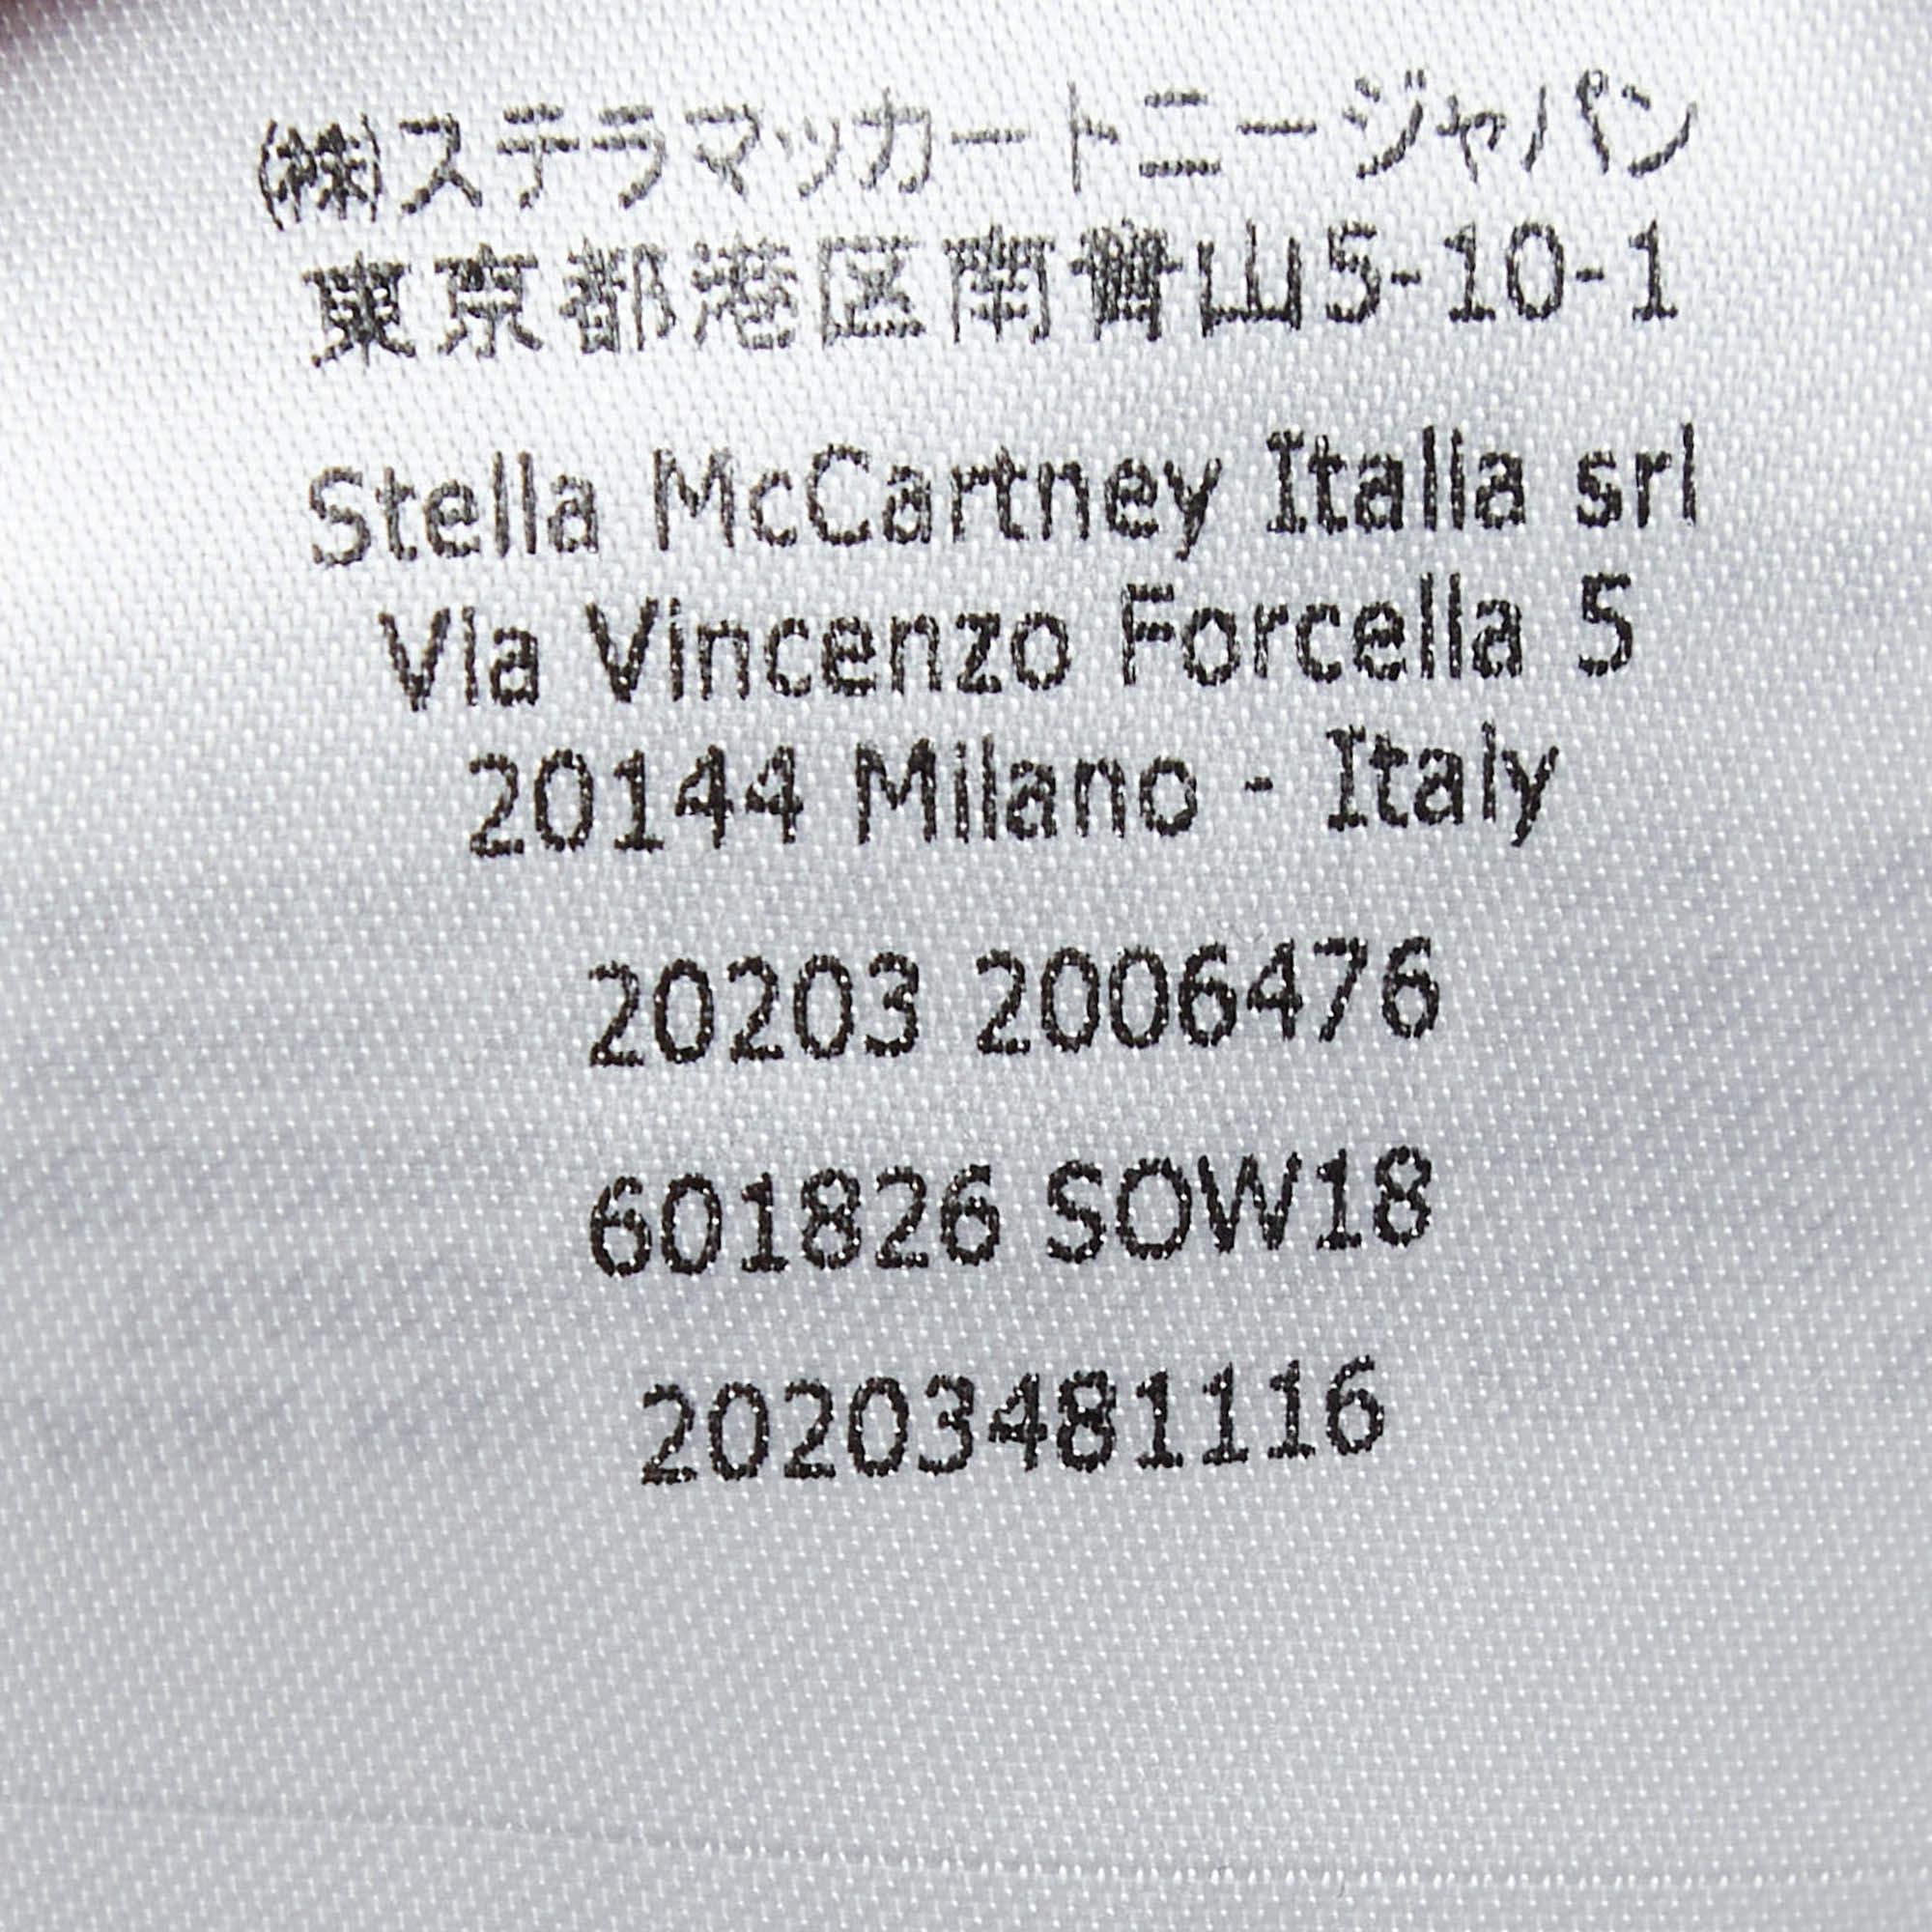 ㈱ステラマッカートニージャパン
東京都港区南青山5-10-1
Stella McCartney Italia srl
Via Vincenzo Forcella 5
20144 Milano - Italy
20203 2006476
601826 SOW18
20203481116